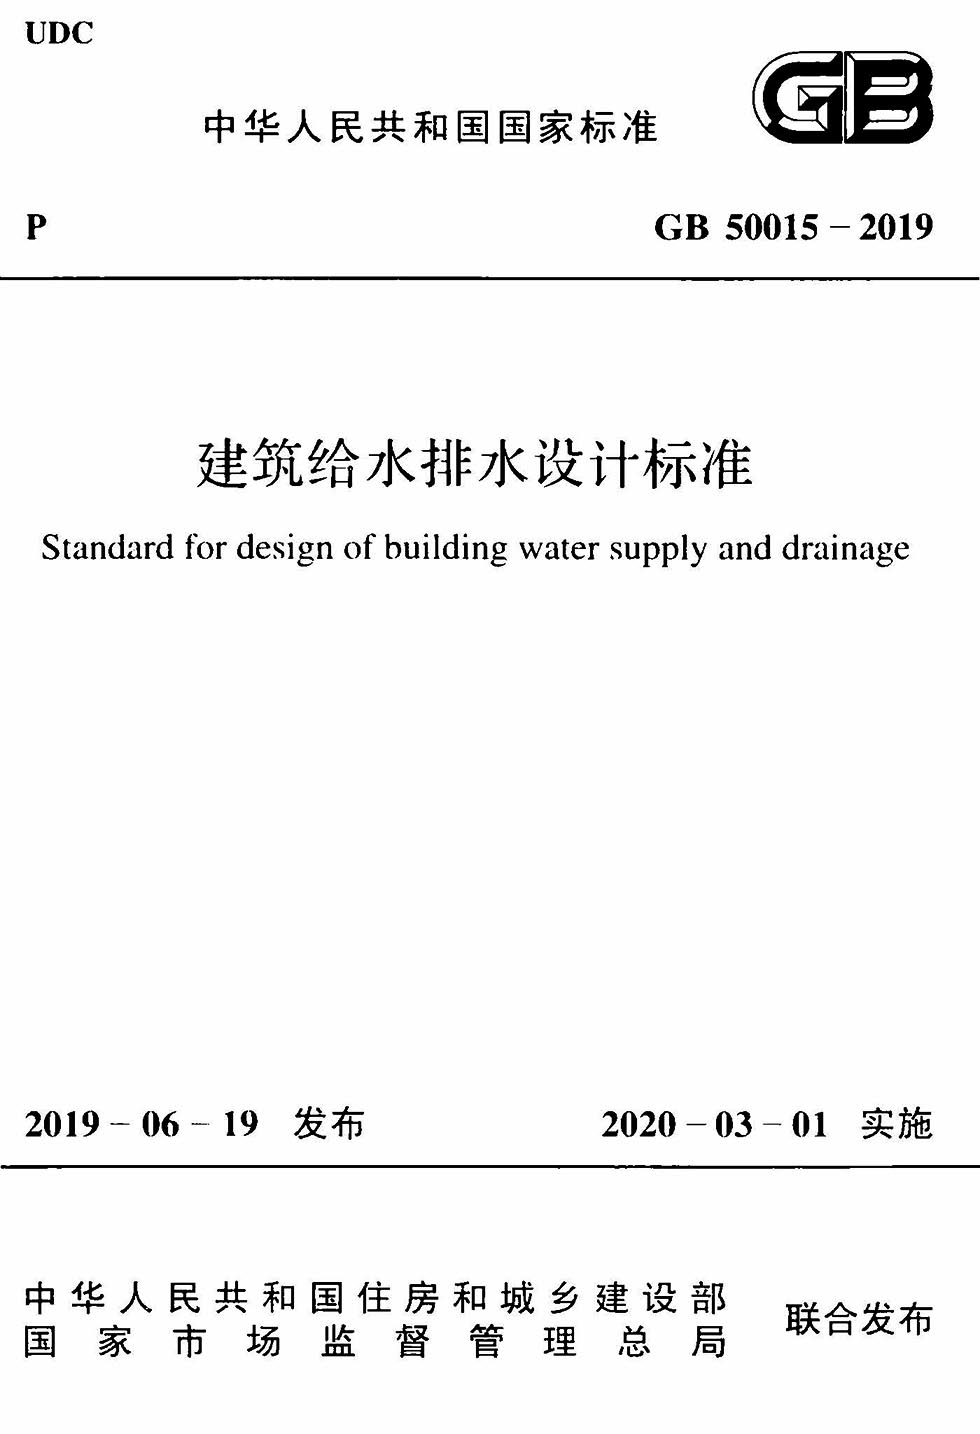 UDC
GB
中华人民共和国国家标准
P
GB 50015－2019
建筑给水排水设计标准
Standard for design of building water supply and drainage
2019－06－19 发布
2020－03－01 实施
中华人民共和国住房和城乡建设部
国家市场监督管理总局
联合发布